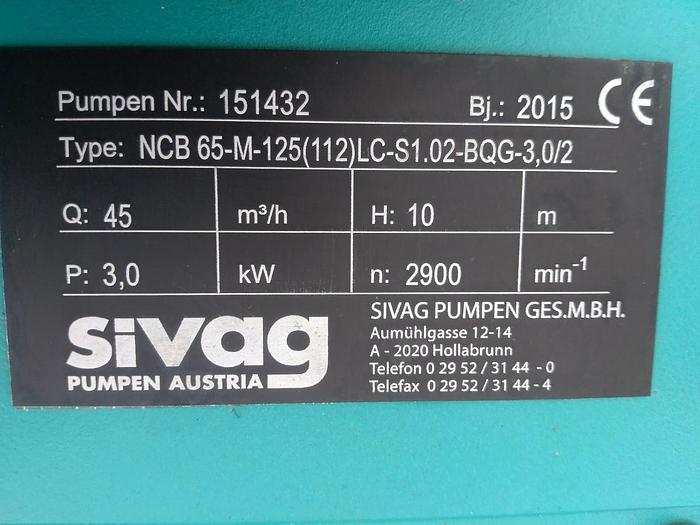 Pumpen Nr.: 151432 Bj.: 2015 CE
Type: NCB 65-M-125(112)LC-S1.02-BQG-3,0/2
Q: 45 m³/h H: 10 m
P: 3,0 kW n: 2900 min⁻¹
sivag
PUMPEN AUSTRIA
SIVAG PUMPEN GES.M.B.H.
Aumühlgasse 12-14
A - 2020 Hollabrunn
Telefon 0 29 52 / 31 44 - 0
Telefax 0 29 52 / 31 44 - 4